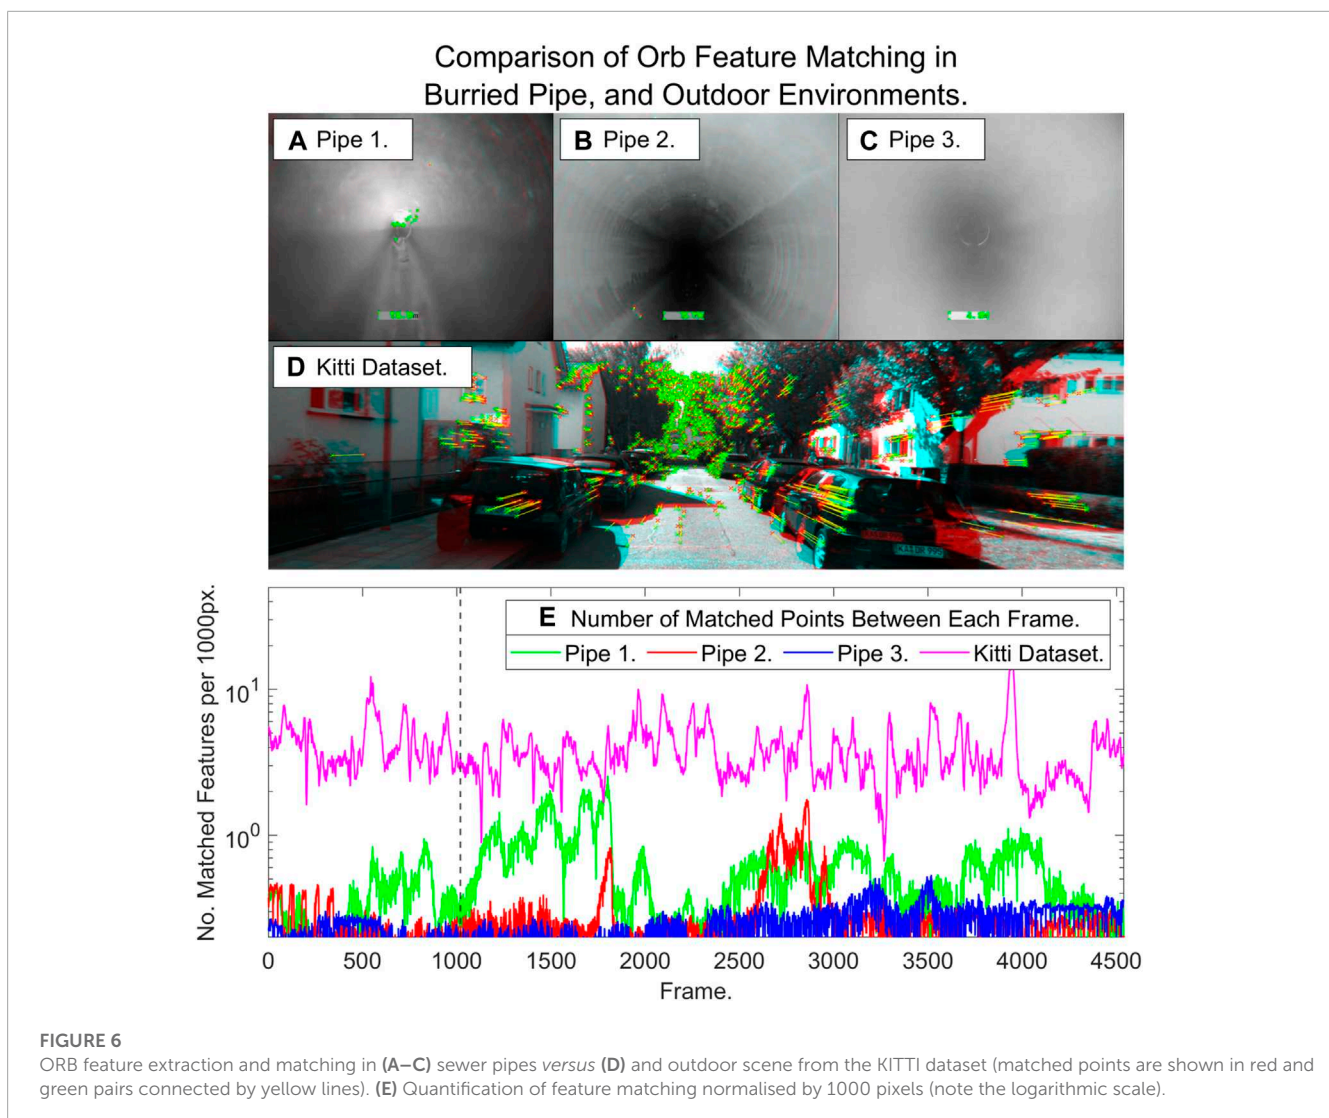 Comparison of Orb Feature Matching in
Burried Pipe, and Outdoor Environments.
A Pipe 1.
B Pipe 2.
C Pipe 3.
D Kitti Dataset.
E Number of Matched Points Between Each Frame.
Pipe 1. Pipe 2. Pipe 3. Kitti Dataset.
No. Matched Features per 1000px.
10¹
10⁰
0 500 1000 1500 2000 2500 3000 3500 4000 4500
Frame.
FIGURE 6
ORB feature extraction and matching in (A–C) sewer pipes versus (D) and outdoor scene from the KITTI dataset (matched points are shown in red and
green pairs connected by yellow lines). (E) Quantification of feature matching normalised by 1000 pixels (note the logarithmic scale).